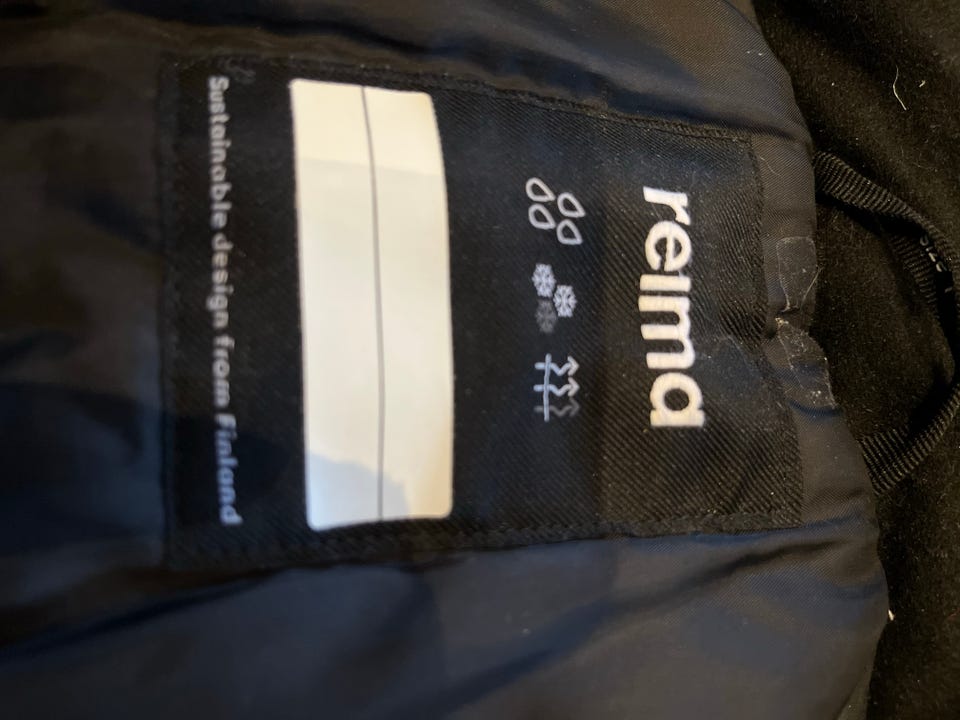 reima
Sustainable design from Finland